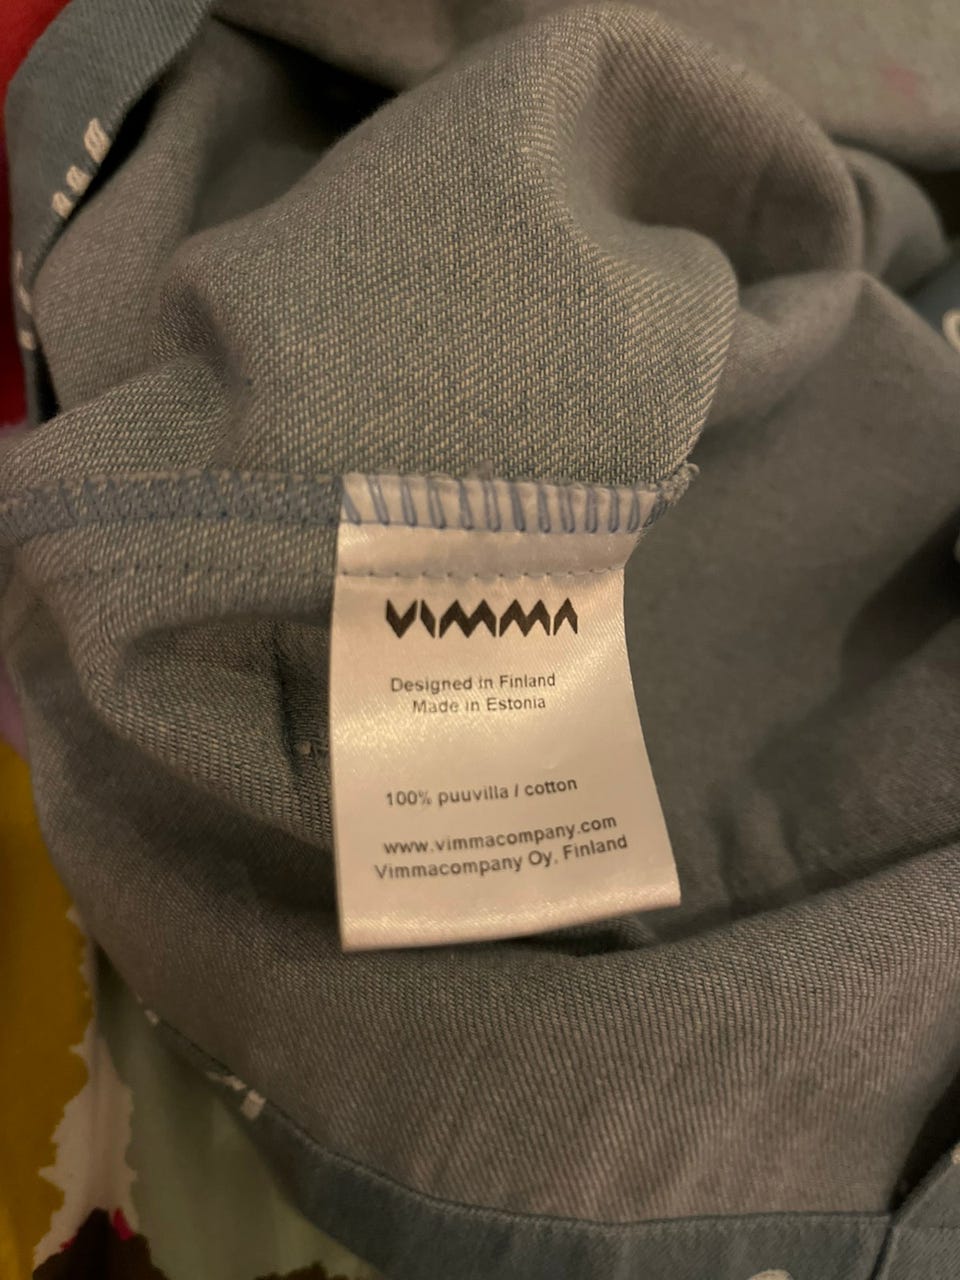 VIMMA
Designed in Finland
Made in Estonia
100% puuvilla / cotton
www.vimmacompany.com
Vimmacompany Oy, Finland